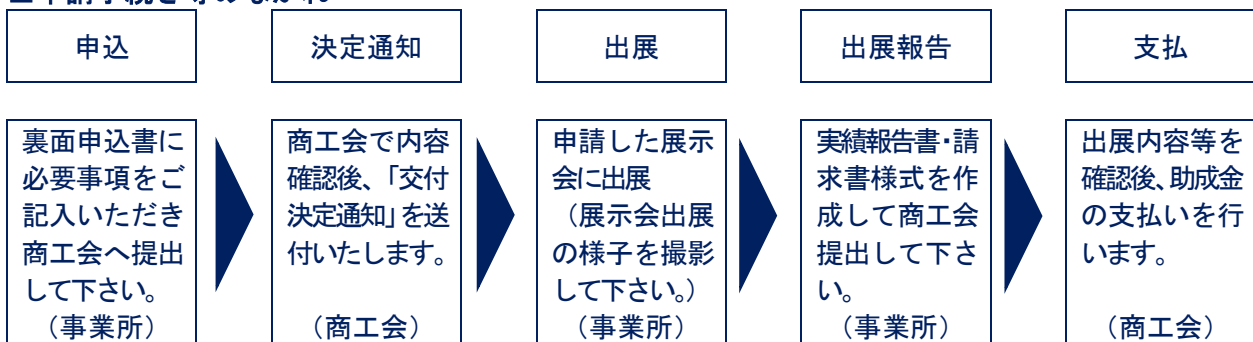 申込
決定通知
出展
出展報告
支払
裏面申込書に
必要事項をご
記入いただき
商工会へ提出
して下さい。
（事業所）
商工会で内容
確認後、「交付
決定通知」を送
付いたします。
（商工会）
申請した展示
会に出展
（展示会出展
の様子を撮影
して下さい。）
（事業所）
実績報告書・請
求書様式を作
成して商工会
提出して下さ
い。
（事業所）
出展内容等を
確認後、助成金
の支払いを行
います。
（商工会）